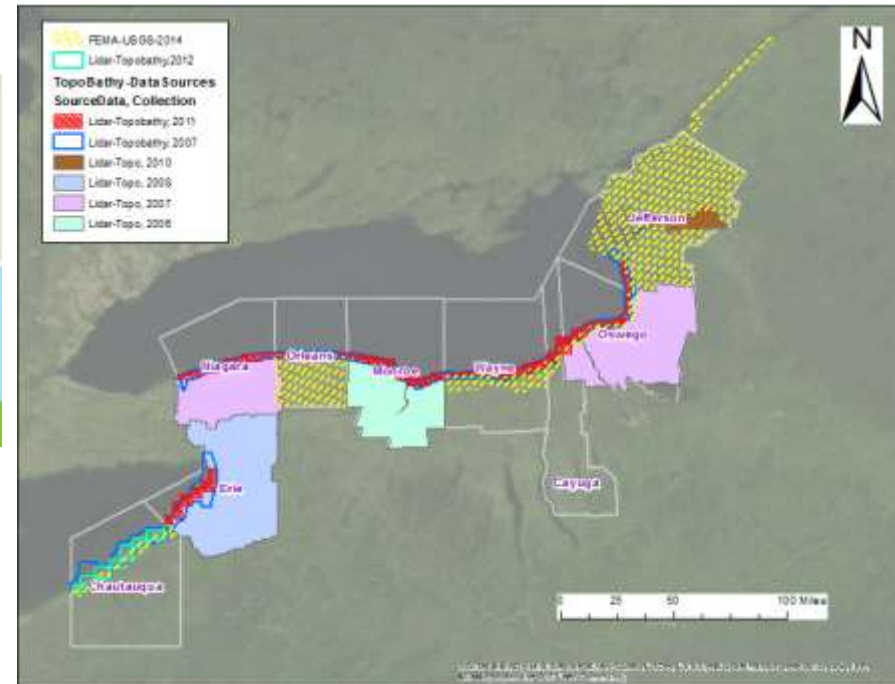 FEMA-USGS-2014
Lidar-Topobathy,2012
TopoBathy-DataSources
SourceData, Collection
Lidar-Topobathy, 2011
Lidar-Topobathy, 2007
Lidar-Topo, 2010
Lidar-Topo, 2008
Lidar-Topo, 2007
Lidar-Topo, 2006
N
Jefferson
Oswego
Niagara
Orleans
Monroe
Wayne
Cayuga
Erie
Chautauqua
0 25 50 100 Miles